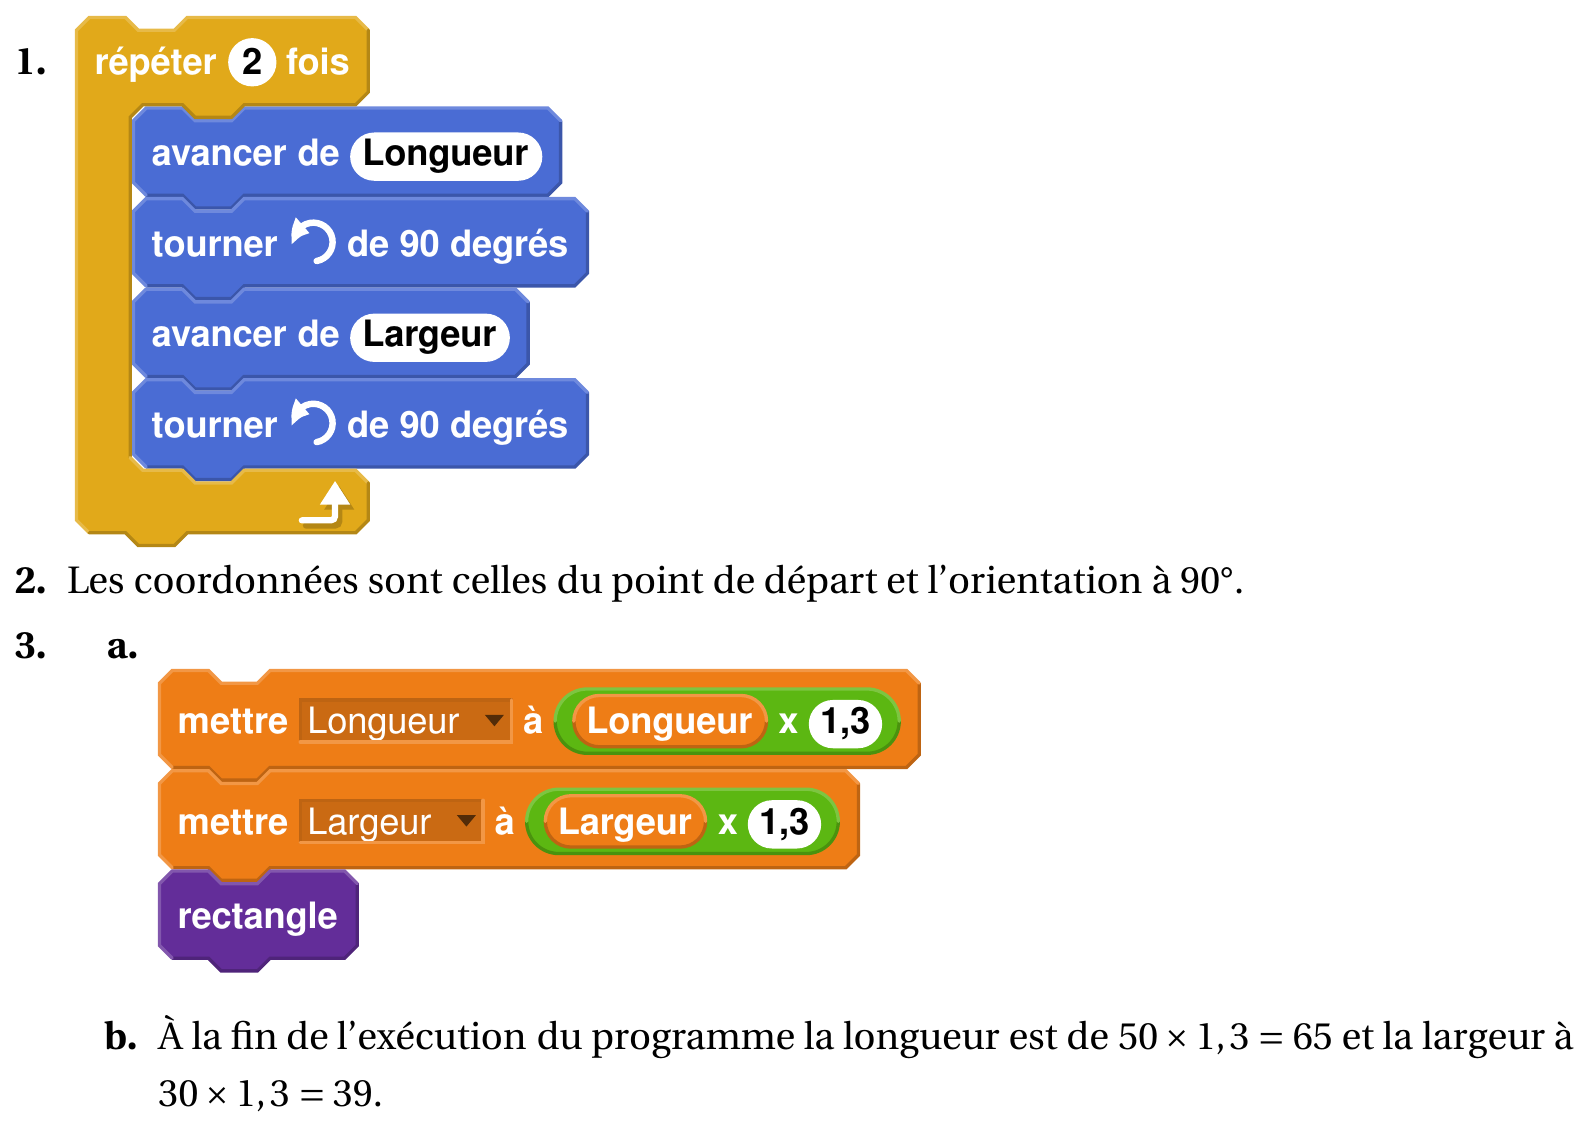 1. répéter 2 fois
avancer de Longueur
tourner de 90 degrés
avancer de Largeur
tourner de 90 degrés
2. Les coordonnées sont celles du point de départ et l’orientation à 90°.
3. a.
mettre Longueur à Longueur x 1,3
mettre Largeur à Largeur x 1,3
rectangle
b. À la fin de l’exécution du programme la longueur est de 50 × 1,3 = 65 et la largeur à
30 × 1,3 = 39.